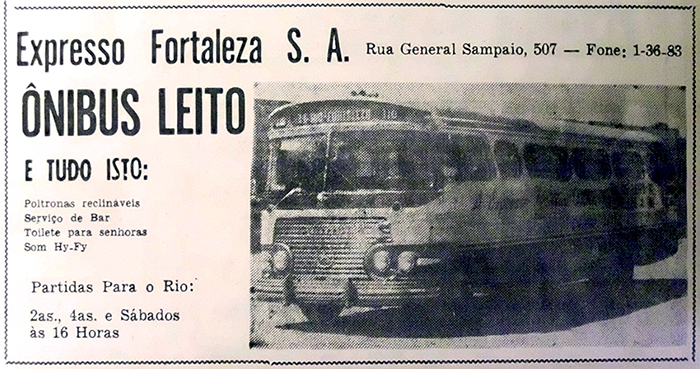 Expresso Fortaleza S. A. Rua General Sampaio, 507 — Fone: 1-36-83
ÔNIBUS LEITO
E TUDO ISTO:
Poltronas reclináveis
Serviço de Bar
Toilete para senhoras
Som Hy-Fy
Partidas Para o Rio:
2as., 4as. e Sábados
às 16 Horas
FORTALEZA